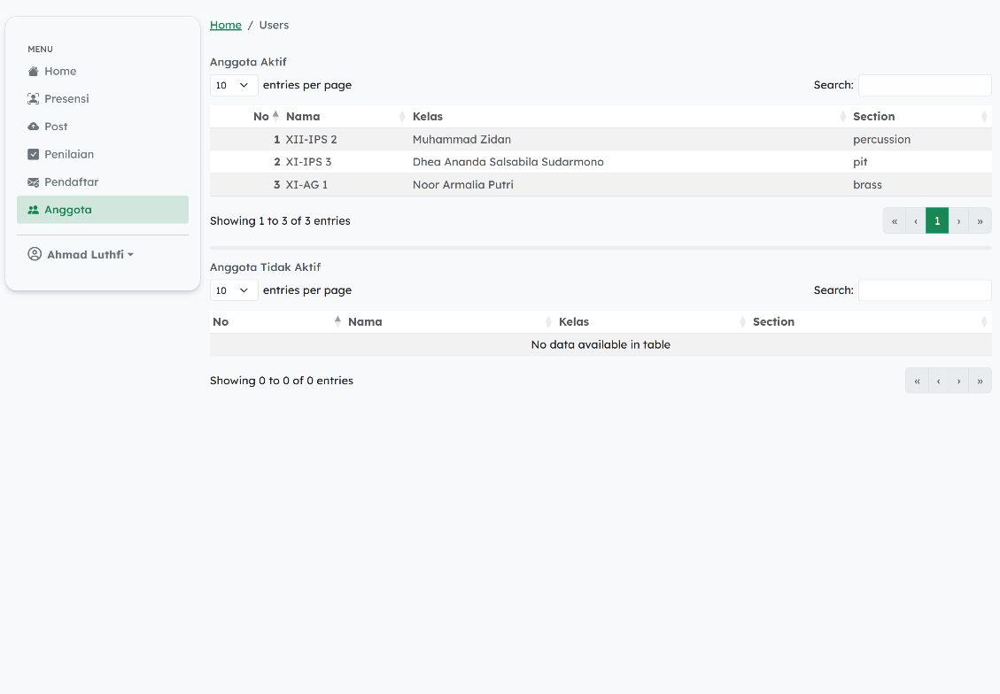 MENU
Home
Presensi
Post
Penilaian
Pendaftar
Anggota
Ahmad Luthfi
Home / Users
Anggota Aktif
10 entries per page Search:
No Nama Kelas Section
1 XII-IPS 2 Muhammad Zidan percussion
2 XI-IPS 3 Dhea Ananda Salsabila Sudarmono pit
3 XI-AG 1 Noor Armalia Putri brass
Showing 1 to 3 of 3 entries « ‹ 1 › »
Anggota Tidak Aktif
10 entries per page Search:
No Nama Kelas Section
No data available in table
Showing 0 to 0 of 0 entries « ‹ › »